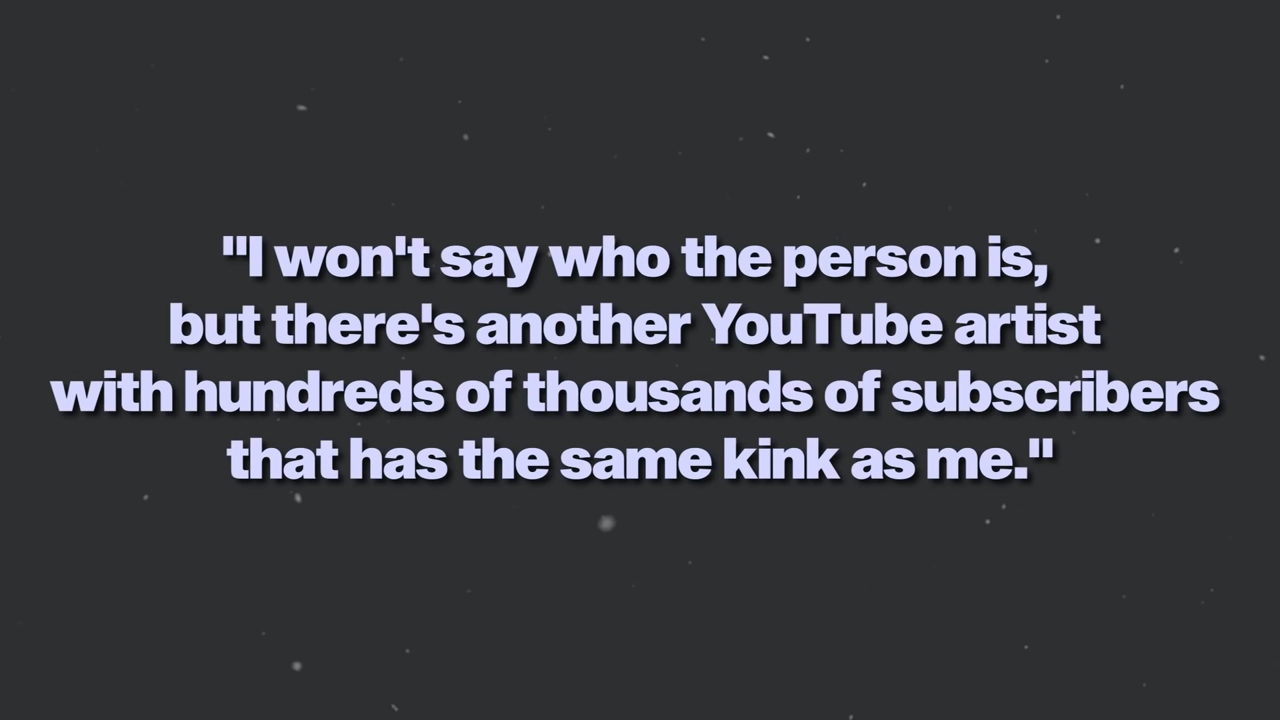 "I won't say who the person is,
but there's another YouTube artist
with hundreds of thousands of subscribers
that has the same kink as me."